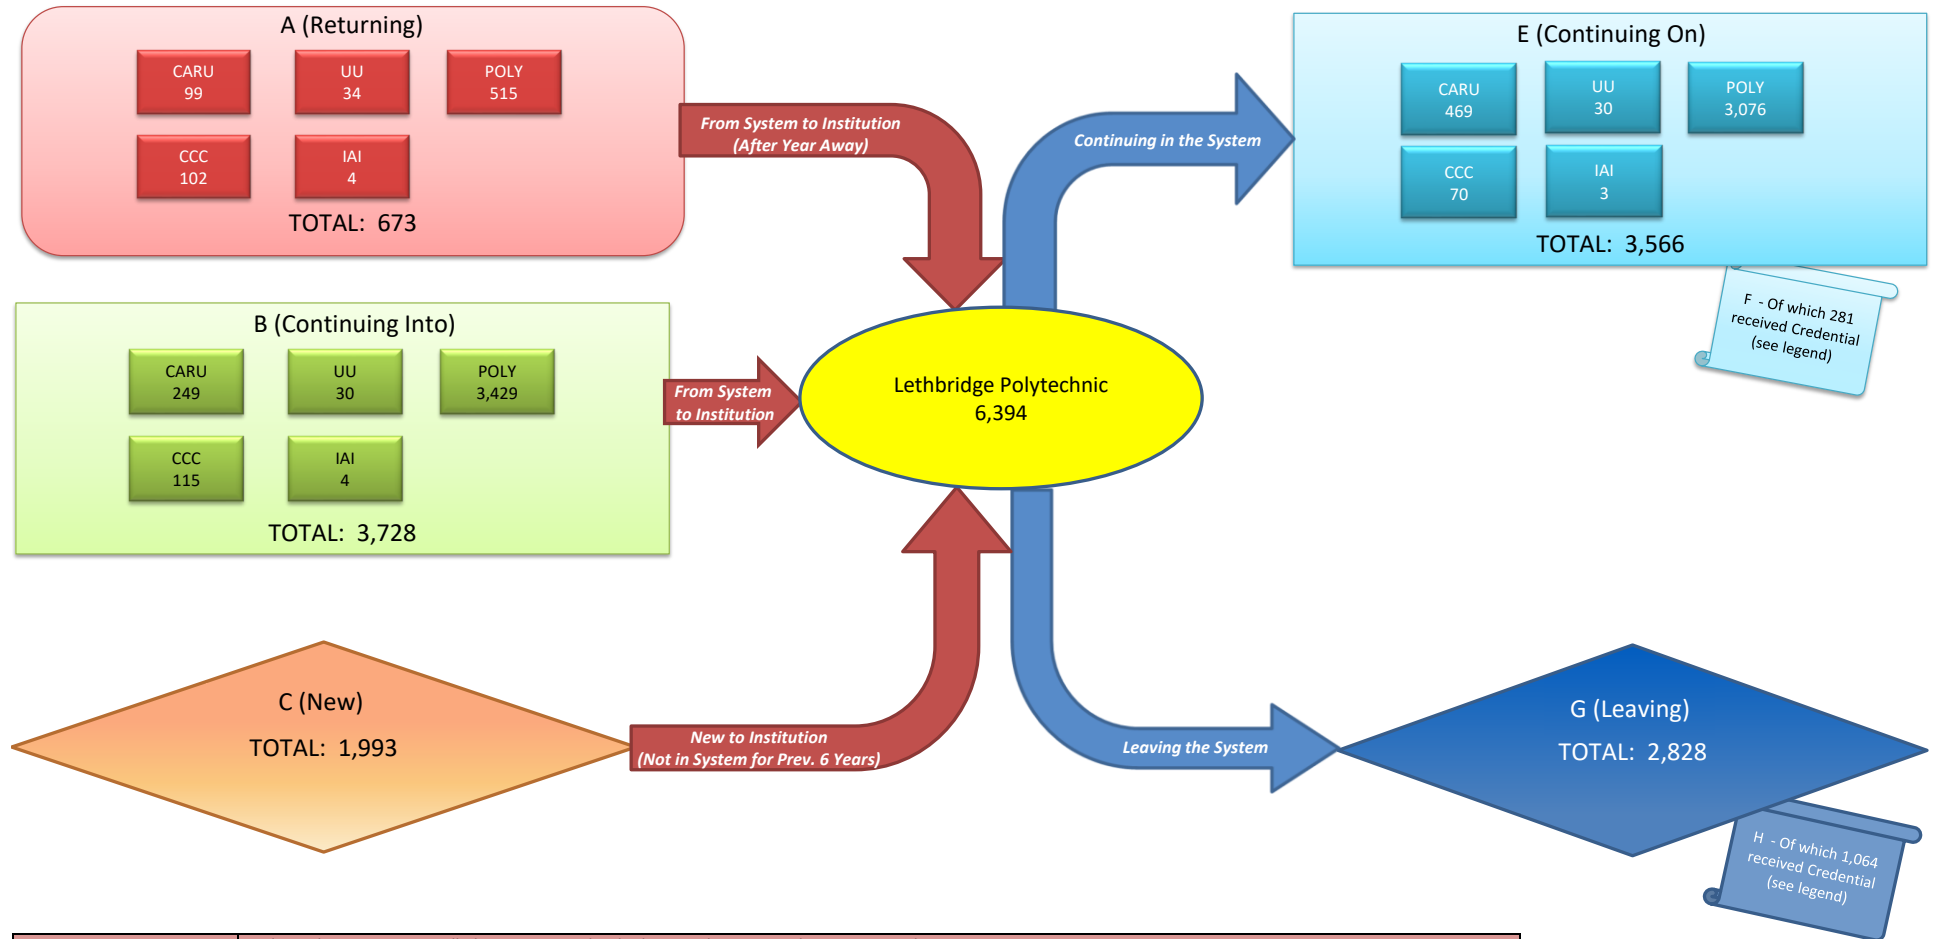 A (Returning)
CARU
99
UU
34
POLY
515
CCC
102
IAI
4
TOTAL: 673
From System to Institution
(After Year Away)
Continuing in the System
E (Continuing On)
CARU
469
UU
30
POLY
3,076
CCC
70
IAI
3
TOTAL: 3,566
F - Of which 281
received Credential
(see legend)
B (Continuing Into)
CARU
249
UU
30
POLY
3,429
CCC
115
IAI
4
TOTAL: 3,728
From System
to Institution
Lethbridge Polytechnic
6,394
C (New)
TOTAL: 1,993
New to Institution
(Not in System for Prev. 6 Years)
Leaving the System
G (Leaving)
TOTAL: 2,828
H - Of which 1,064
received Credential
(see legend)